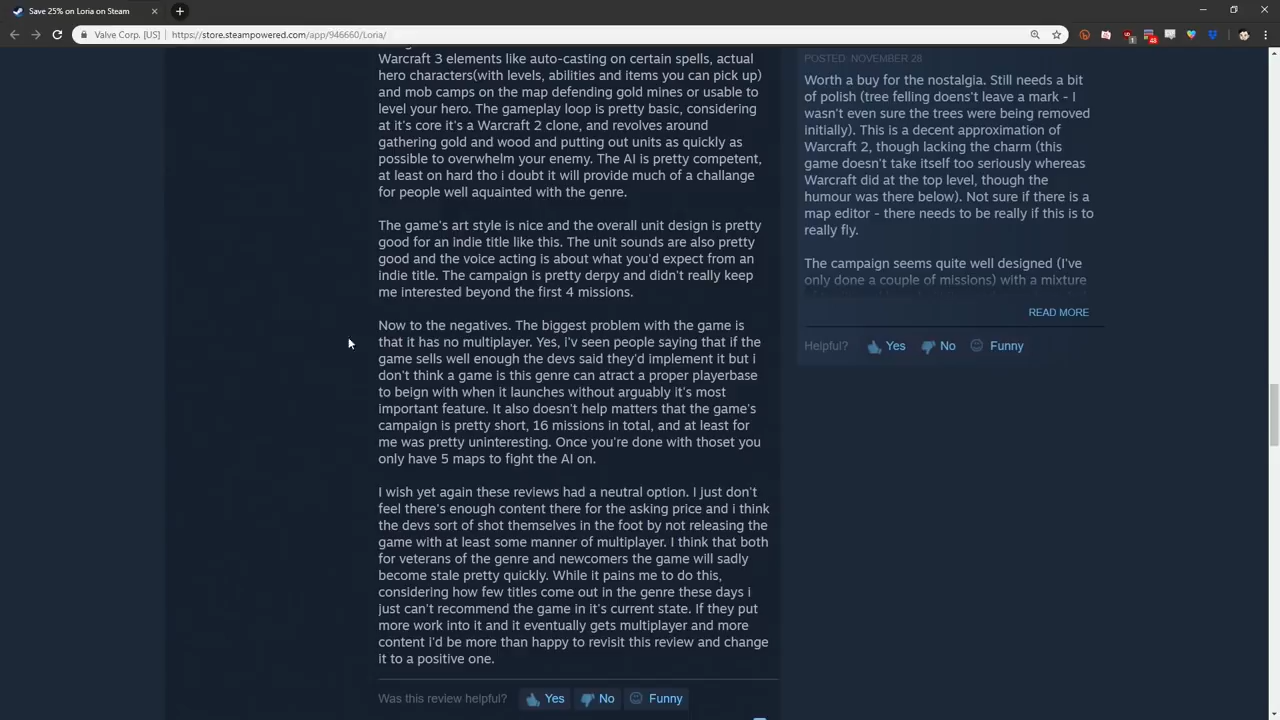 Save 25% on Loria on Steam
Valve Corp. [US]
https://store.steampowered.com/app/946660/Loria/
Warcraft 3 elements like auto-casting on certain spells, actual
hero characters(with levels, abilities and items you can pick up)
and mob camps on the map defending gold mines or usable to
level your hero. The gameplay loop is pretty basic, considering
at it's core it's a Warcraft 2 clone, and revolves around
gathering gold and wood and putting out units as quickly as
possible to overwhelm your enemy. The AI is pretty competent,
at least on hard tho i doubt it will provide much of a challange
for people well aquainted with the genre.
The game's art style is nice and the overall unit design is pretty
good for an indie title like this. The unit sounds are also pretty
good and the voice acting is about what you'd expect from an
indie title. The campaign is pretty derpy and didn't really keep
me interested beyond the first 4 missions.
Now to the negatives. The biggest problem with the game is
that it has no multiplayer. Yes, i'v seen people saying that if the
game sells well enough the devs said they'd implement it but i
don't think a game is this genre can atract a proper playerbase
to beign with when it launches without arguably it's most
important feature. It also doesn't help matters that the game's
campaign is pretty short, 16 missions in total, and at least for
me was pretty uninteresting. Once you're done with thoset you
only have 5 maps to fight the AI on.
I wish yet again these reviews had a neutral option. I just don't
feel there's enough content there for the asking price and i think
the devs sort of shot themselves in the foot by not releasing the
game with at least some manner of multiplayer. I think that both
for veterans of the genre and newcomers the game will sadly
become stale pretty quickly. While it pains me to do this,
considering how few titles come out in the genre these days i
just can't recommend the game in it's current state. If they put
more work into it and it eventually gets multiplayer and more
content i'd be more than happy to revisit this review and change
it to a positive one.
Was this review helpful? Yes No Funny
POSTED: NOVEMBER 28
Worth a buy for the nostalgia. Still needs a bit
of polish (tree felling doens't leave a mark - I
wasn't even sure the trees were being removed
initially). This is a decent approximation of
Warcraft 2, though lacking the charm (this
game doesn't take itself too seriously whereas
Warcraft did at the top level, though the
humour was there below). Not sure if there is a
map editor - there needs to be really if this is to
really fly.
The campaign seems quite well designed (I've
only done a couple of missions) with a mixture
READ MORE
Helpful? Yes No Funny